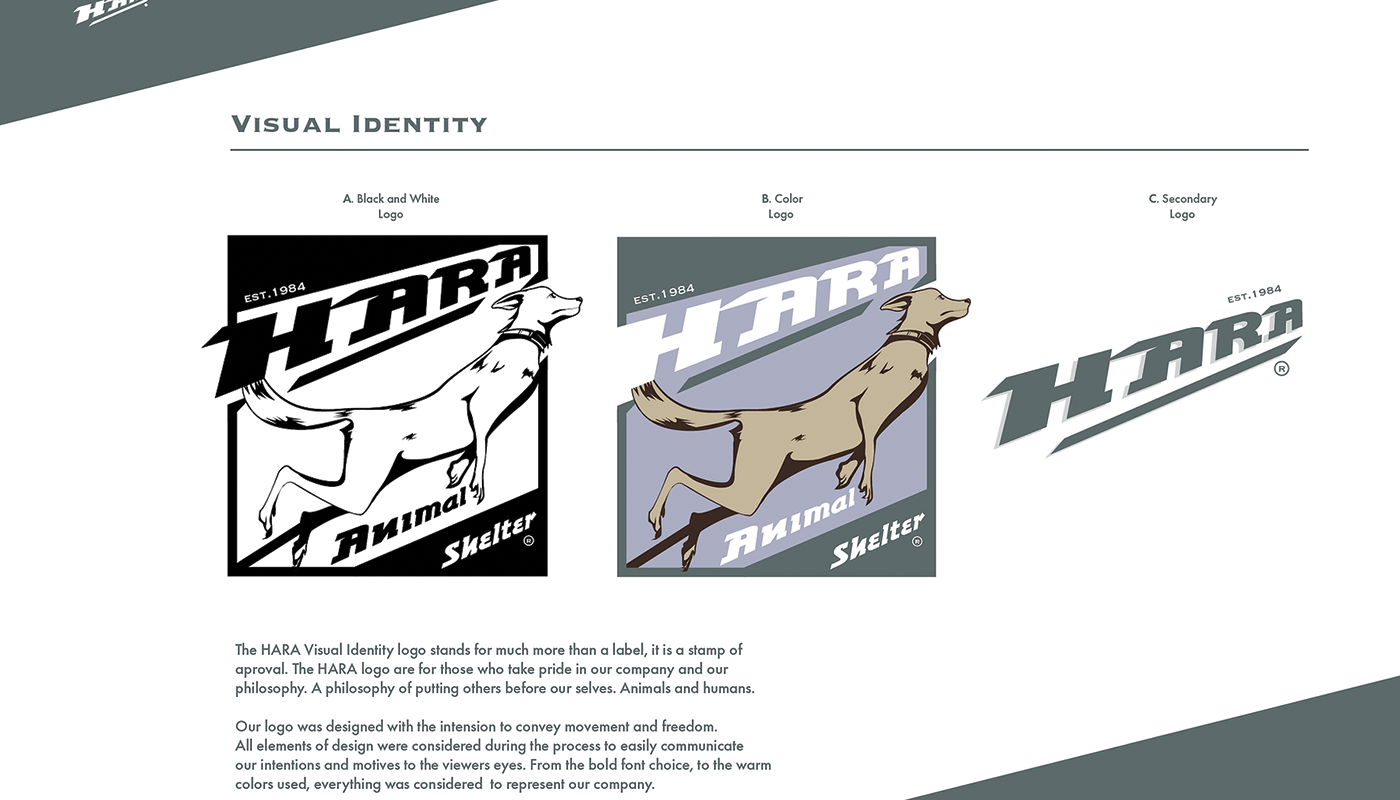 HARA
Visual Identity
A. Black and White
Logo
B. Color
Logo
C. Secondary
Logo
EST.1984
HARA
Animal
Shelter
®
EST.1984
HARA
Animal
Shelter
®
EST.1984
HARA
®
The HARA Visual Identity logo stands for much more than a label, it is a stamp of
aproval. The HARA logo are for those who take pride in our company and our
philosophy. A philosophy of putting others before our selves. Animals and humans.
Our logo was designed with the intension to convey movement and freedom.
All elements of design were considered during the process to easily communicate
our intentions and motives to the viewers eyes. From the bold font choice, to the warm
colors used, everything was considered  to represent our company.